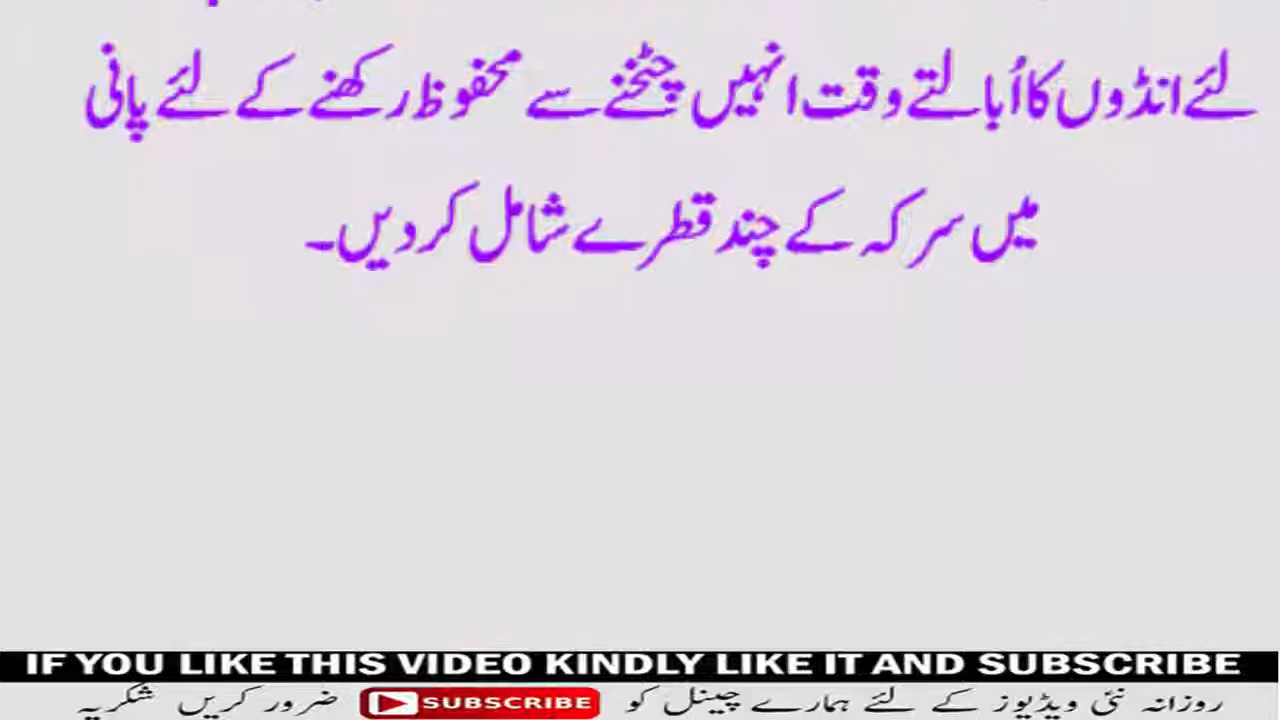 لئے انڈوں کا اُبالتے وقت انہیں چٹخنے سے محفوظ رکھنے کے لئے پانی
میں سرکہ کے چند قطرے شامل کر دیں۔
IF YOU LIKE THIS VIDEO KINDLY LIKE IT AND SUBSCRIBE
روزانہ نئی ویڈیوز کے لئے ہمارے چینل کو SUBSCRIBE ضرور کریں شکریہ